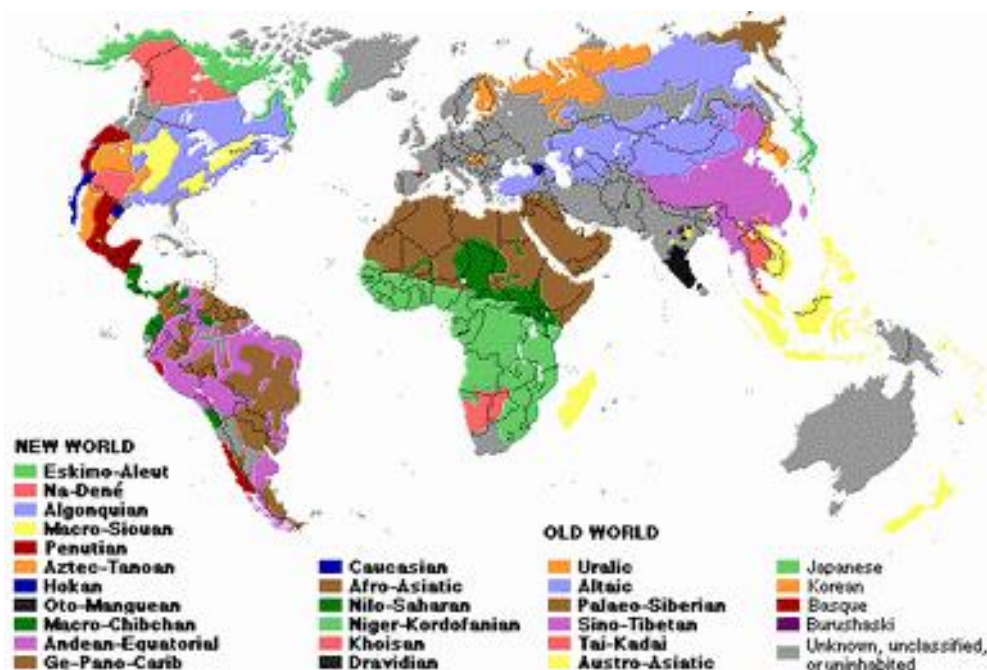 NEW WORLD
Eskimo-Aleut
Na-Dené
Algonquian
Macro-Siouan
Penutian
Aztec-Tanoan
Hokan
Oto-Manguean
Macro-Chibchan
Andean-Equatorial
Ge-Pano-Carib
Caucasian
Afro-Asiatic
Nilo-Saharan
Niger-Kordofanian
Khoisan
Dravidian
OLD WORLD
Uralic
Altaic
Palaeo-Siberian
Sino-Tibetan
Tai-Kadai
Austro-Asiatic
Japanese
Korean
Basque
Burushaski
Unknown, unclassified,
or uninhabited